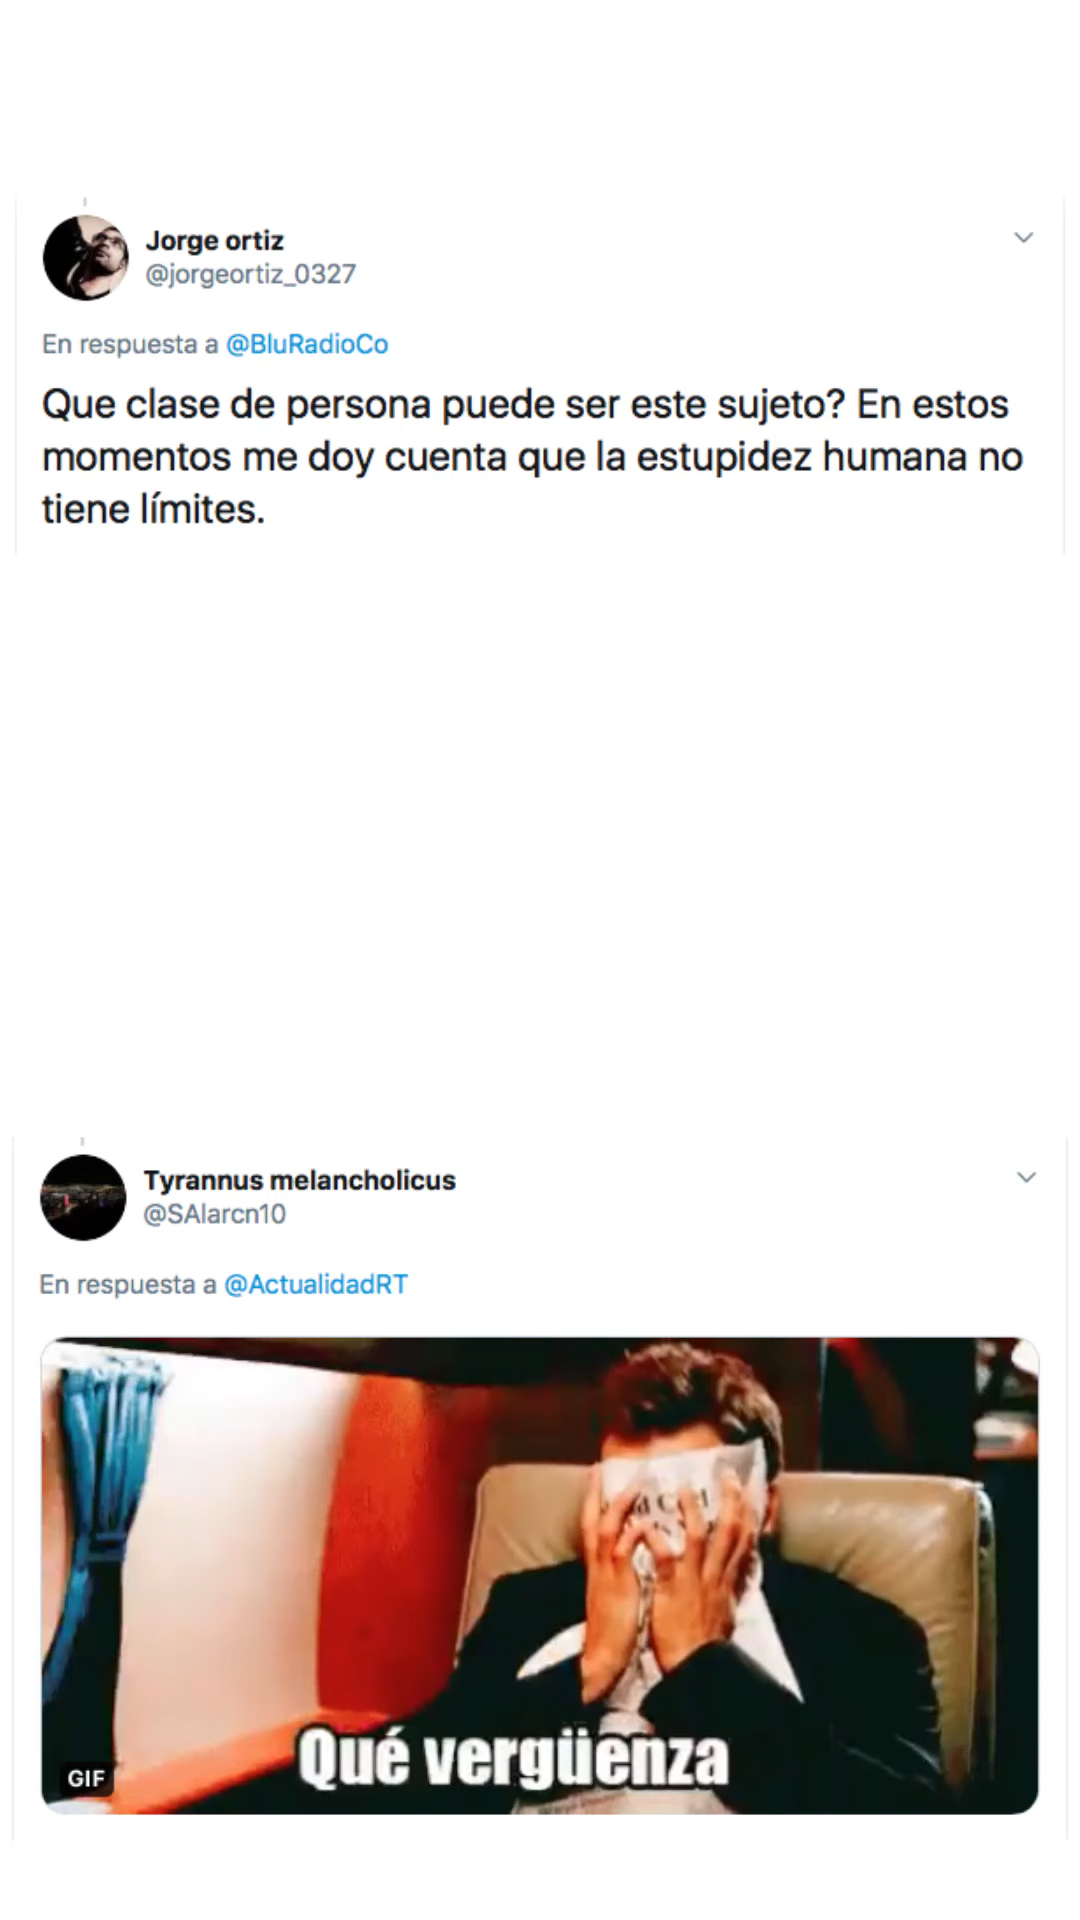 Jorge ortiz
@jorgeortiz_0327
En respuesta a @BluRadioCo
Que clase de persona puede ser este sujeto? En estos
momentos me doy cuenta que la estupidez humana no
tiene límites.
Tyrannus melancholicus
@SAlarcn10
En respuesta a @ActualidadRT
Qué vergüenza
GIF